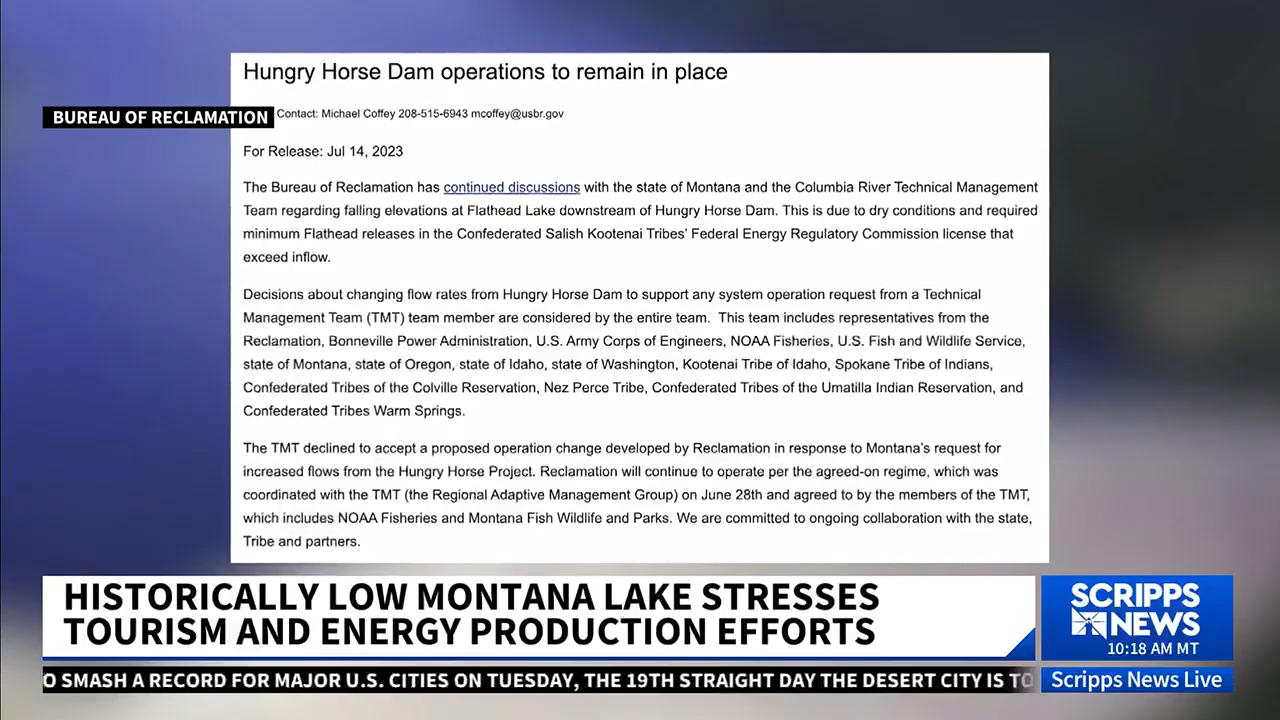 Hungry Horse Dam operations to remain in place
BUREAU OF RECLAMATION
Contact: Michael Coffey 208-515-6943 mcoffey@usbr.gov
For Release: Jul 14, 2023
The Bureau of Reclamation has continued discussions with the state of Montana and the Columbia River Technical Management
Team regarding falling elevations at Flathead Lake downstream of Hungry Horse Dam. This is due to dry conditions and required
minimum Flathead releases in the Confederated Salish Kootenai Tribes' Federal Energy Regulatory Commission license that
exceed inflow.
Decisions about changing flow rates from Hungry Horse Dam to support any system operation request from a Technical
Management Team (TMT) team member are considered by the entire team. This team includes representatives from the
Reclamation, Bonneville Power Administration, U.S. Army Corps of Engineers, NOAA Fisheries, U.S. Fish and Wildlife Service,
state of Montana, state of Oregon, state of Idaho, state of Washington, Kootenai Tribe of Idaho, Spokane Tribe of Indians,
Confederated Tribes of the Colville Reservation, Nez Perce Tribe, Confederated Tribes of the Umatilla Indian Reservation, and
Confederated Tribes Warm Springs.
The TMT declined to accept a proposed operation change developed by Reclamation in response to Montana's request for
increased flows from the Hungry Horse Project. Reclamation will continue to operate per the agreed-on regime, which was
coordinated with the TMT (the Regional Adaptive Management Group) on June 28th and agreed to by the members of the TMT,
which includes NOAA Fisheries and Montana Fish Wildlife and Parks. We are committed to ongoing collaboration with the state,
Tribe and partners.
HISTORICALLY LOW MONTANA LAKE STRESSES
TOURISM AND ENERGY PRODUCTION EFFORTS
SCRIPPS
NEWS
10:18 AM MT
O SMASH A RECORD FOR MAJOR U.S. CITIES ON TUESDAY, THE 19TH STRAIGHT DAY THE DESERT CITY IS TO
Scripps News Live